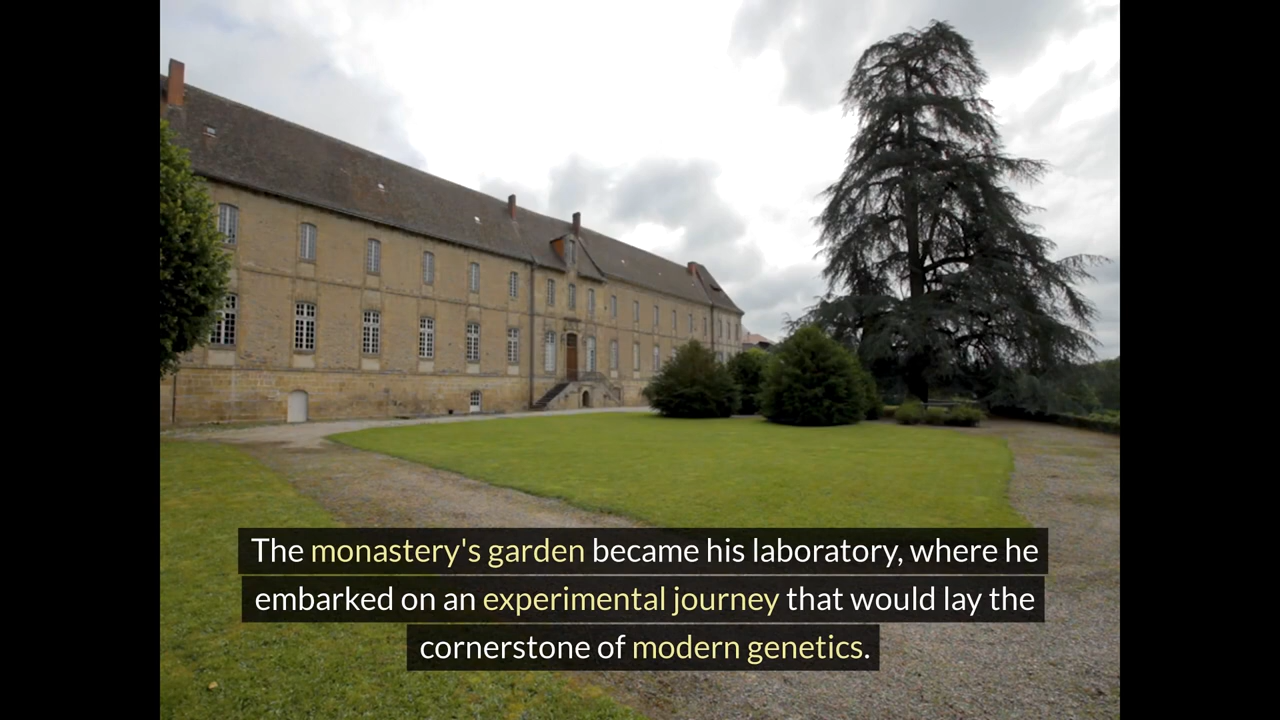 The monastery's garden became his laboratory, where he
embarked on an experimental journey that would lay the
cornerstone of modern genetics.